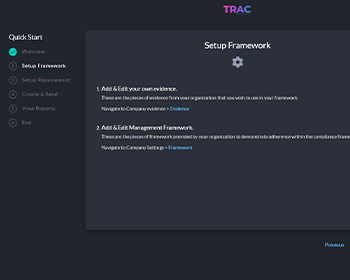 TRAC
Quick Start
Welcome
2 Setup Framework
3 Setup Requirement
4 Create & Send
5 View Reports
6 End
Setup Framework
1. Add & Edit your own evidence.
These are the pieces of evidence from your organization that you wish to use in your framework.
Navigate to Company evidence > Evidence
2. Add & Edit Management Framework.
These are the pieces of framework provided by your organization to demonstrate adherence within the compliance
Navigate to Company Settings > Framework
Previous